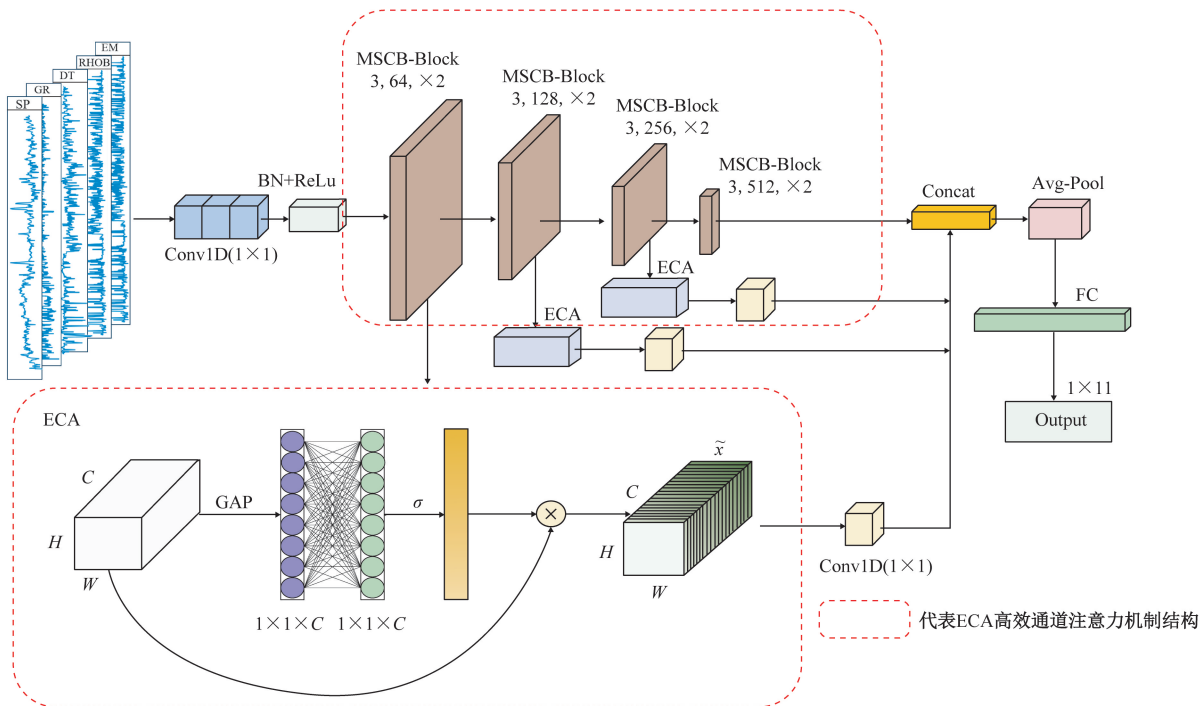 EM
RHOB
DT
GR
SP
Conv1D(1×1)
BN+ReLu
MSCB-Block
3, 64, ×2
MSCB-Block
3, 128, ×2
MSCB-Block
3, 256, ×2
MSCB-Block
3, 512, ×2
ECA
ECA
Concat
Avg-Pool
FC
1×11
Output
ECA
C
H
W
GAP
1×1×C
1×1×C
σ
×
x̃
C
H
W
Conv1D(1×1)
代表ECA高效通道注意力机制结构